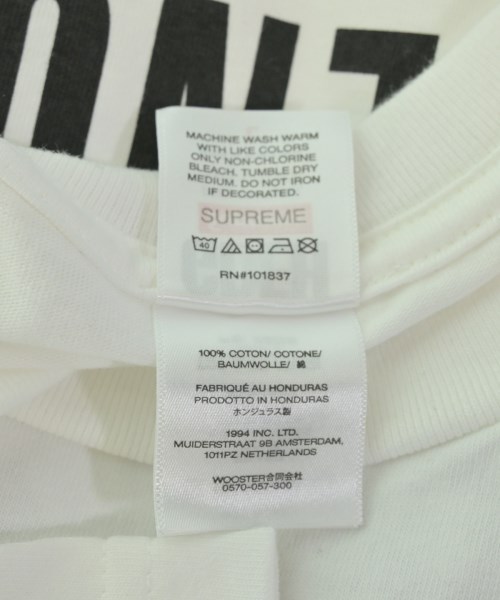 MACHINE WASH WARM
WITH LIKE COLORS
ONLY NON-CHLORINE
BLEACH. TUMBLE DRY
MEDIUM. DO NOT IRON
IF DECORATED.
SUPREME
40
RN#101837
100% COTON/ COTONE/
BAUMWOLLE/ 綿
FABRIQUÉ AU HONDURAS
PRODOTTO IN HONDURAS
ホンジュラス製
1994 INC. LTD.
MUIDERSTRAAT 9B AMSTERDAM,
1011PZ NETHERLANDS
WOOSTER合同会社
0570-057-300